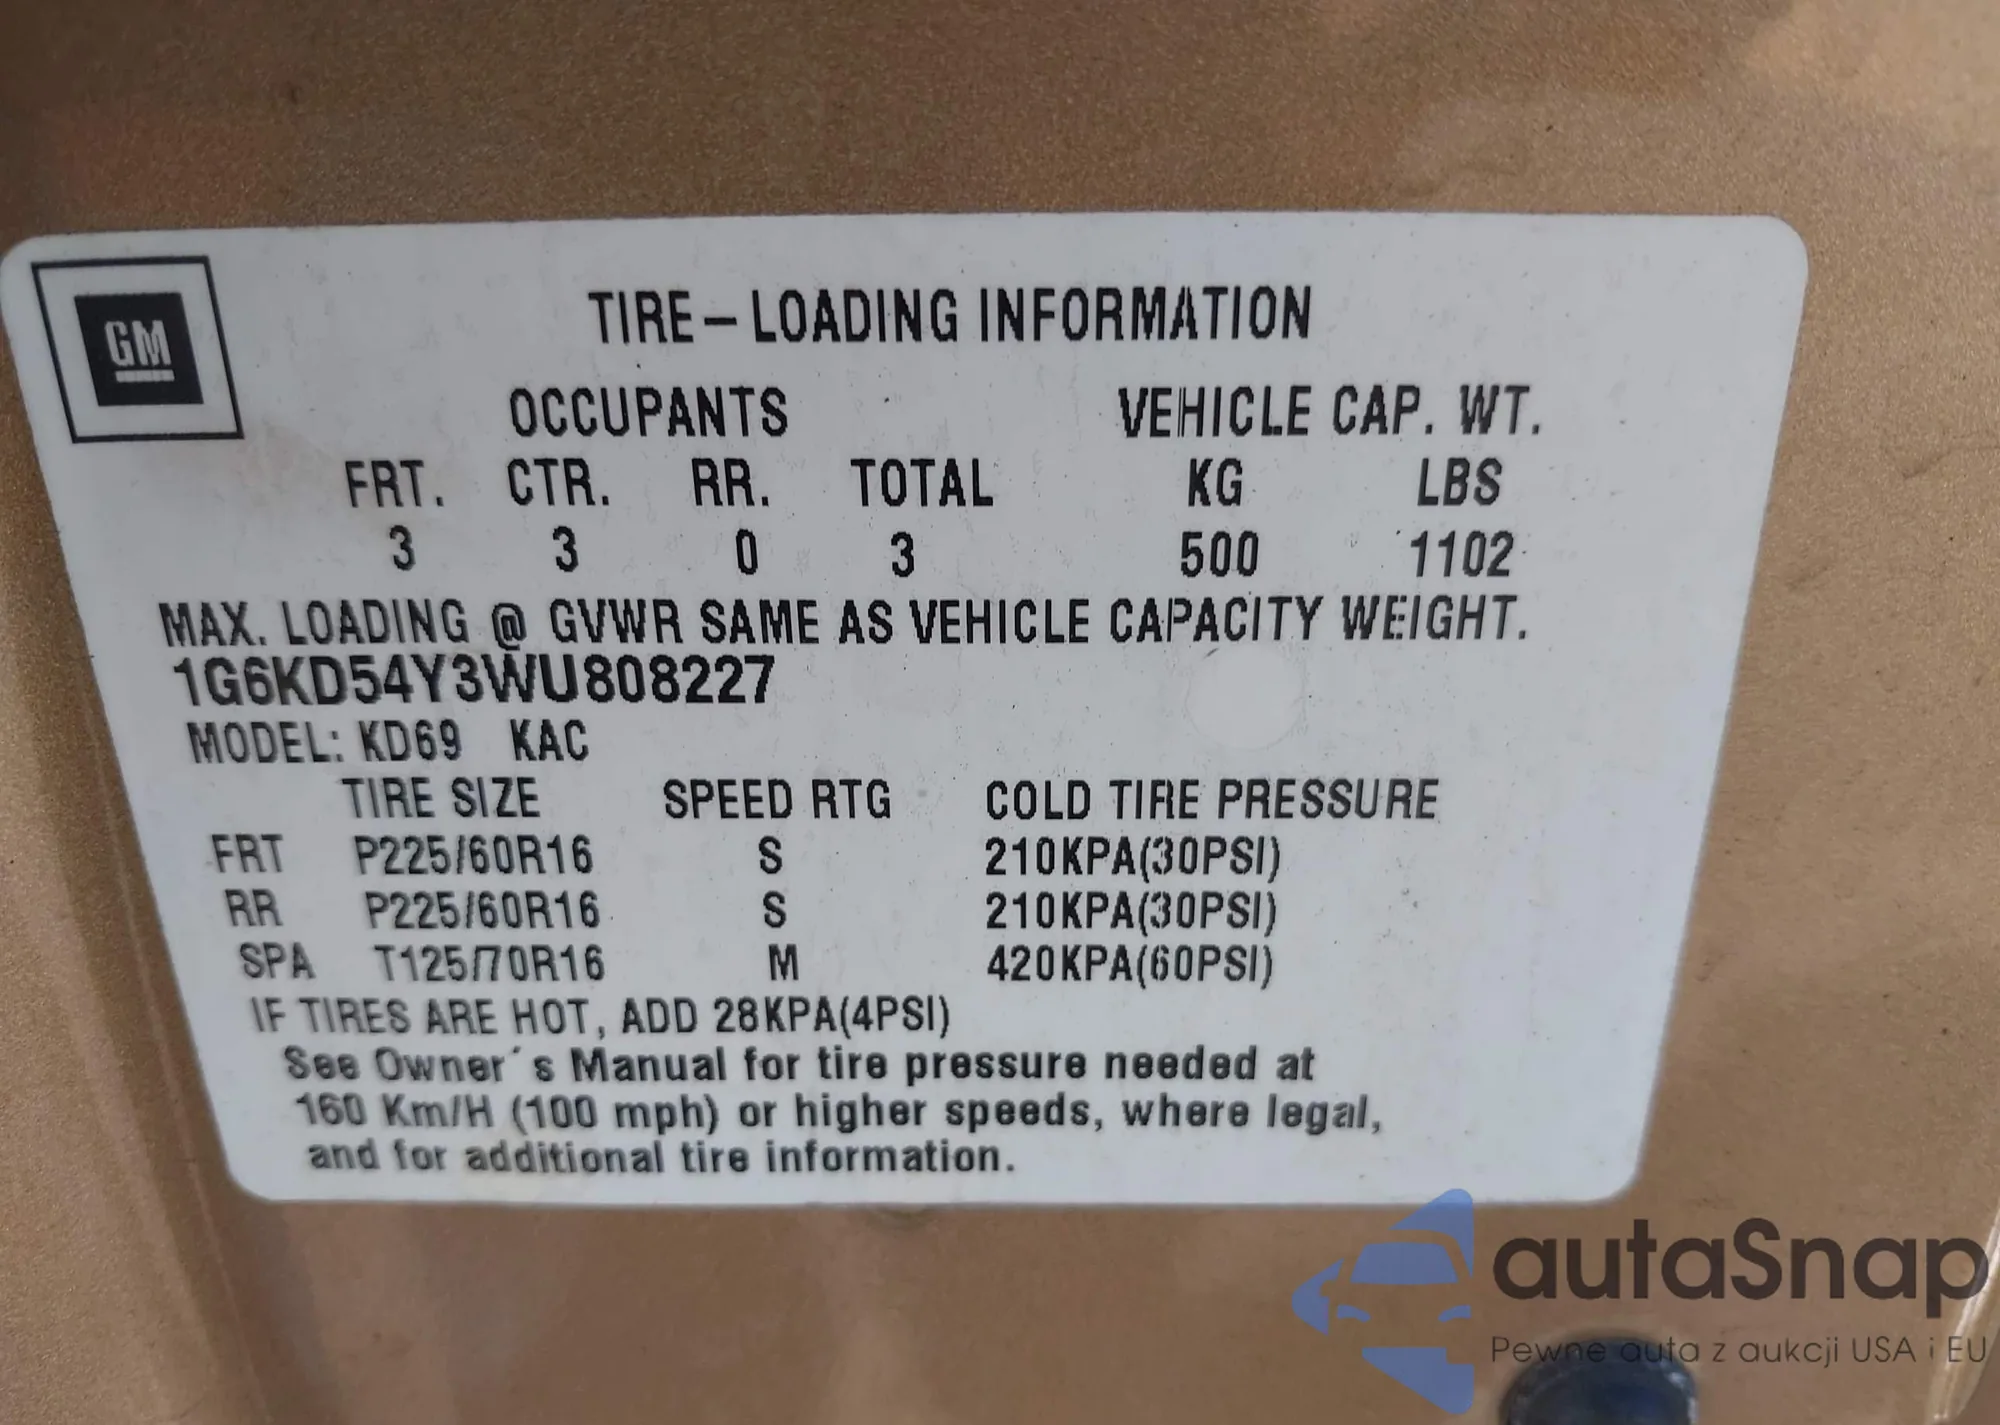 GM
TIRE – LOADING INFORMATION
OCCUPANTS VEHICLE CAP. WT.
FRT. CTR. RR. TOTAL KG LBS
3 3 0 3 500 1102
MAX. LOADING @ GVWR SAME AS VEHICLE CAPACITY WEIGHT.
1G6KD54Y3WU808227
MODEL: KD69 KAC
TIRE SIZE SPEED RTG COLD TIRE PRESSURE
FRT P225/60R16 S 210KPA(30PSI)
RR P225/60R16 S 210KPA(30PSI)
SPA T125/70R16 M 420KPA(60PSI)
IF TIRES ARE HOT, ADD 28KPA(4PSI)
See Owner´s Manual for tire pressure needed at
160 Km/H (100 mph) or higher speeds, where legal,
and for additional tire information.
autaSnap
Pewne auta z aukcji USA i EU